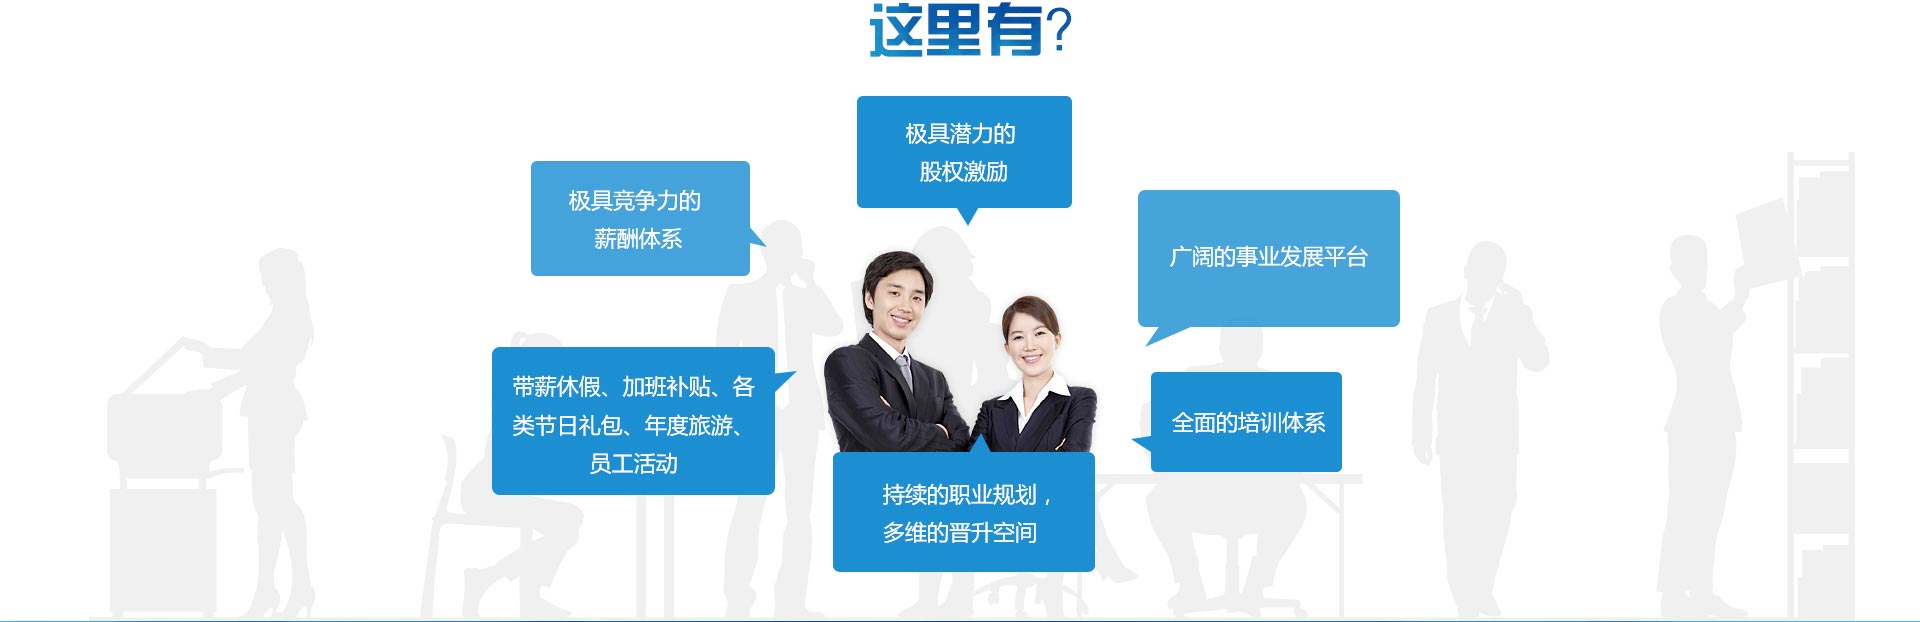 这里有?
极具潜力的
股权激励
极具竞争力的
薪酬体系
广阔的事业发展平台
带薪休假、加班补贴、各
类节日礼包、年度旅游、
员工活动
全面的培训体系
持续的职业规划，
多维的晋升空间